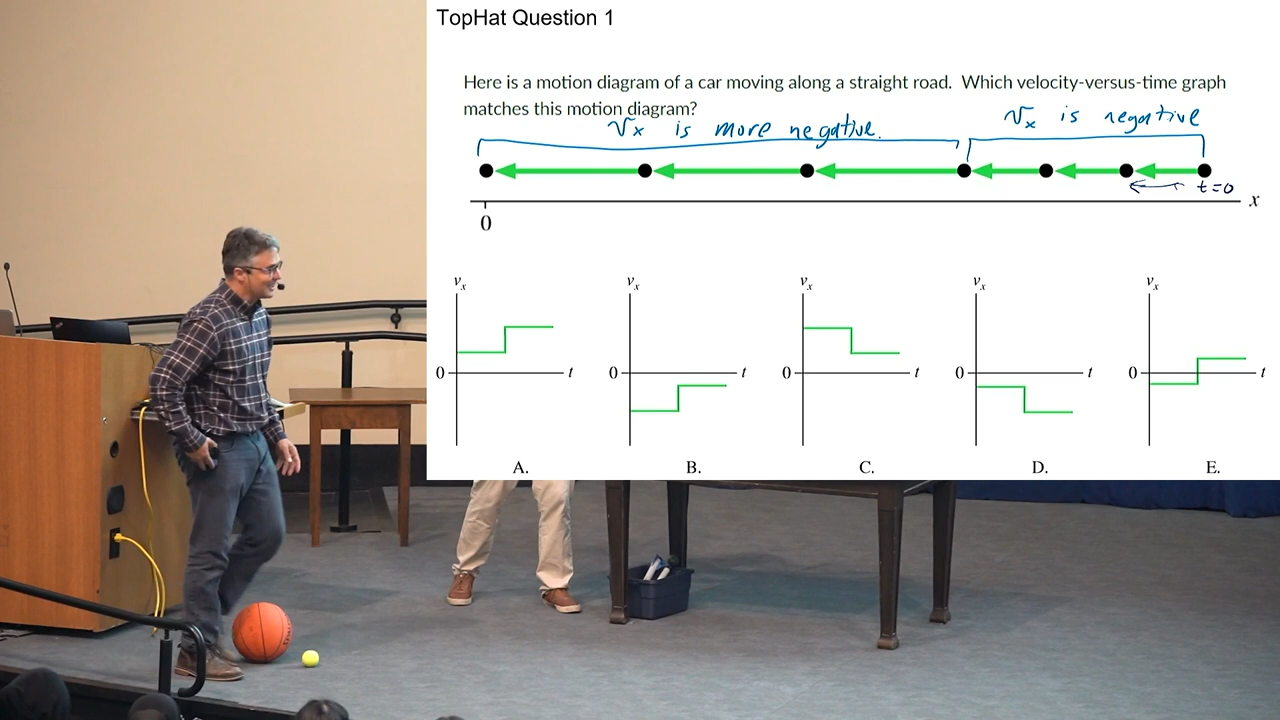 TopHat Question 1
Here is a motion diagram of a car moving along a straight road. Which velocity-versus-time graph
matches this motion diagram?
vx is more negative.
vx is negative
t=0
x
0
vx
vx
vx
vx
vx
0
t
0
t
0
t
0
t
0
t
A.
B.
C.
D.
E.